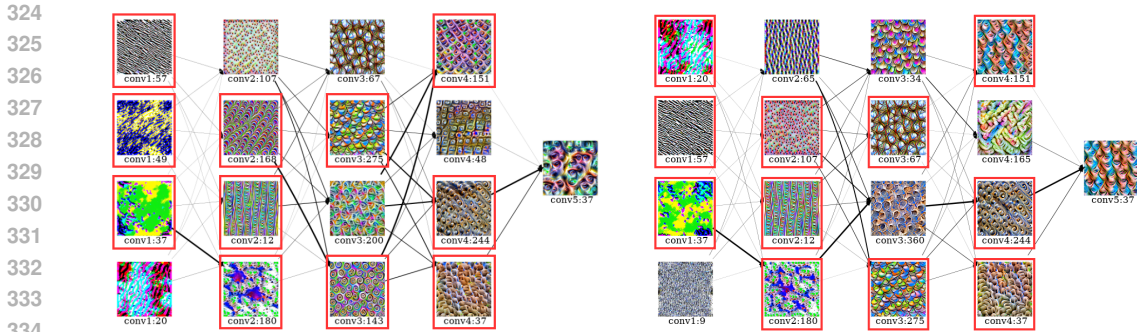 324
325
326
327
328
329
330
331
332
333
334
conv1:57 conv2:107 conv3:67 conv4:151
conv1:49 conv2:168 conv3:275 conv4:48
conv5:37
conv1:37 conv2:12 conv3:200 conv4:244
conv1:20 conv2:180 conv3:143 conv4:37
conv1:20 conv2:65 conv3:34 conv4:151
conv1:57 conv2:107 conv3:67 conv4:165
conv5:37
conv1:37 conv2:12 conv3:360 conv4:244
conv1:9 conv2:180 conv3:275 conv4:37